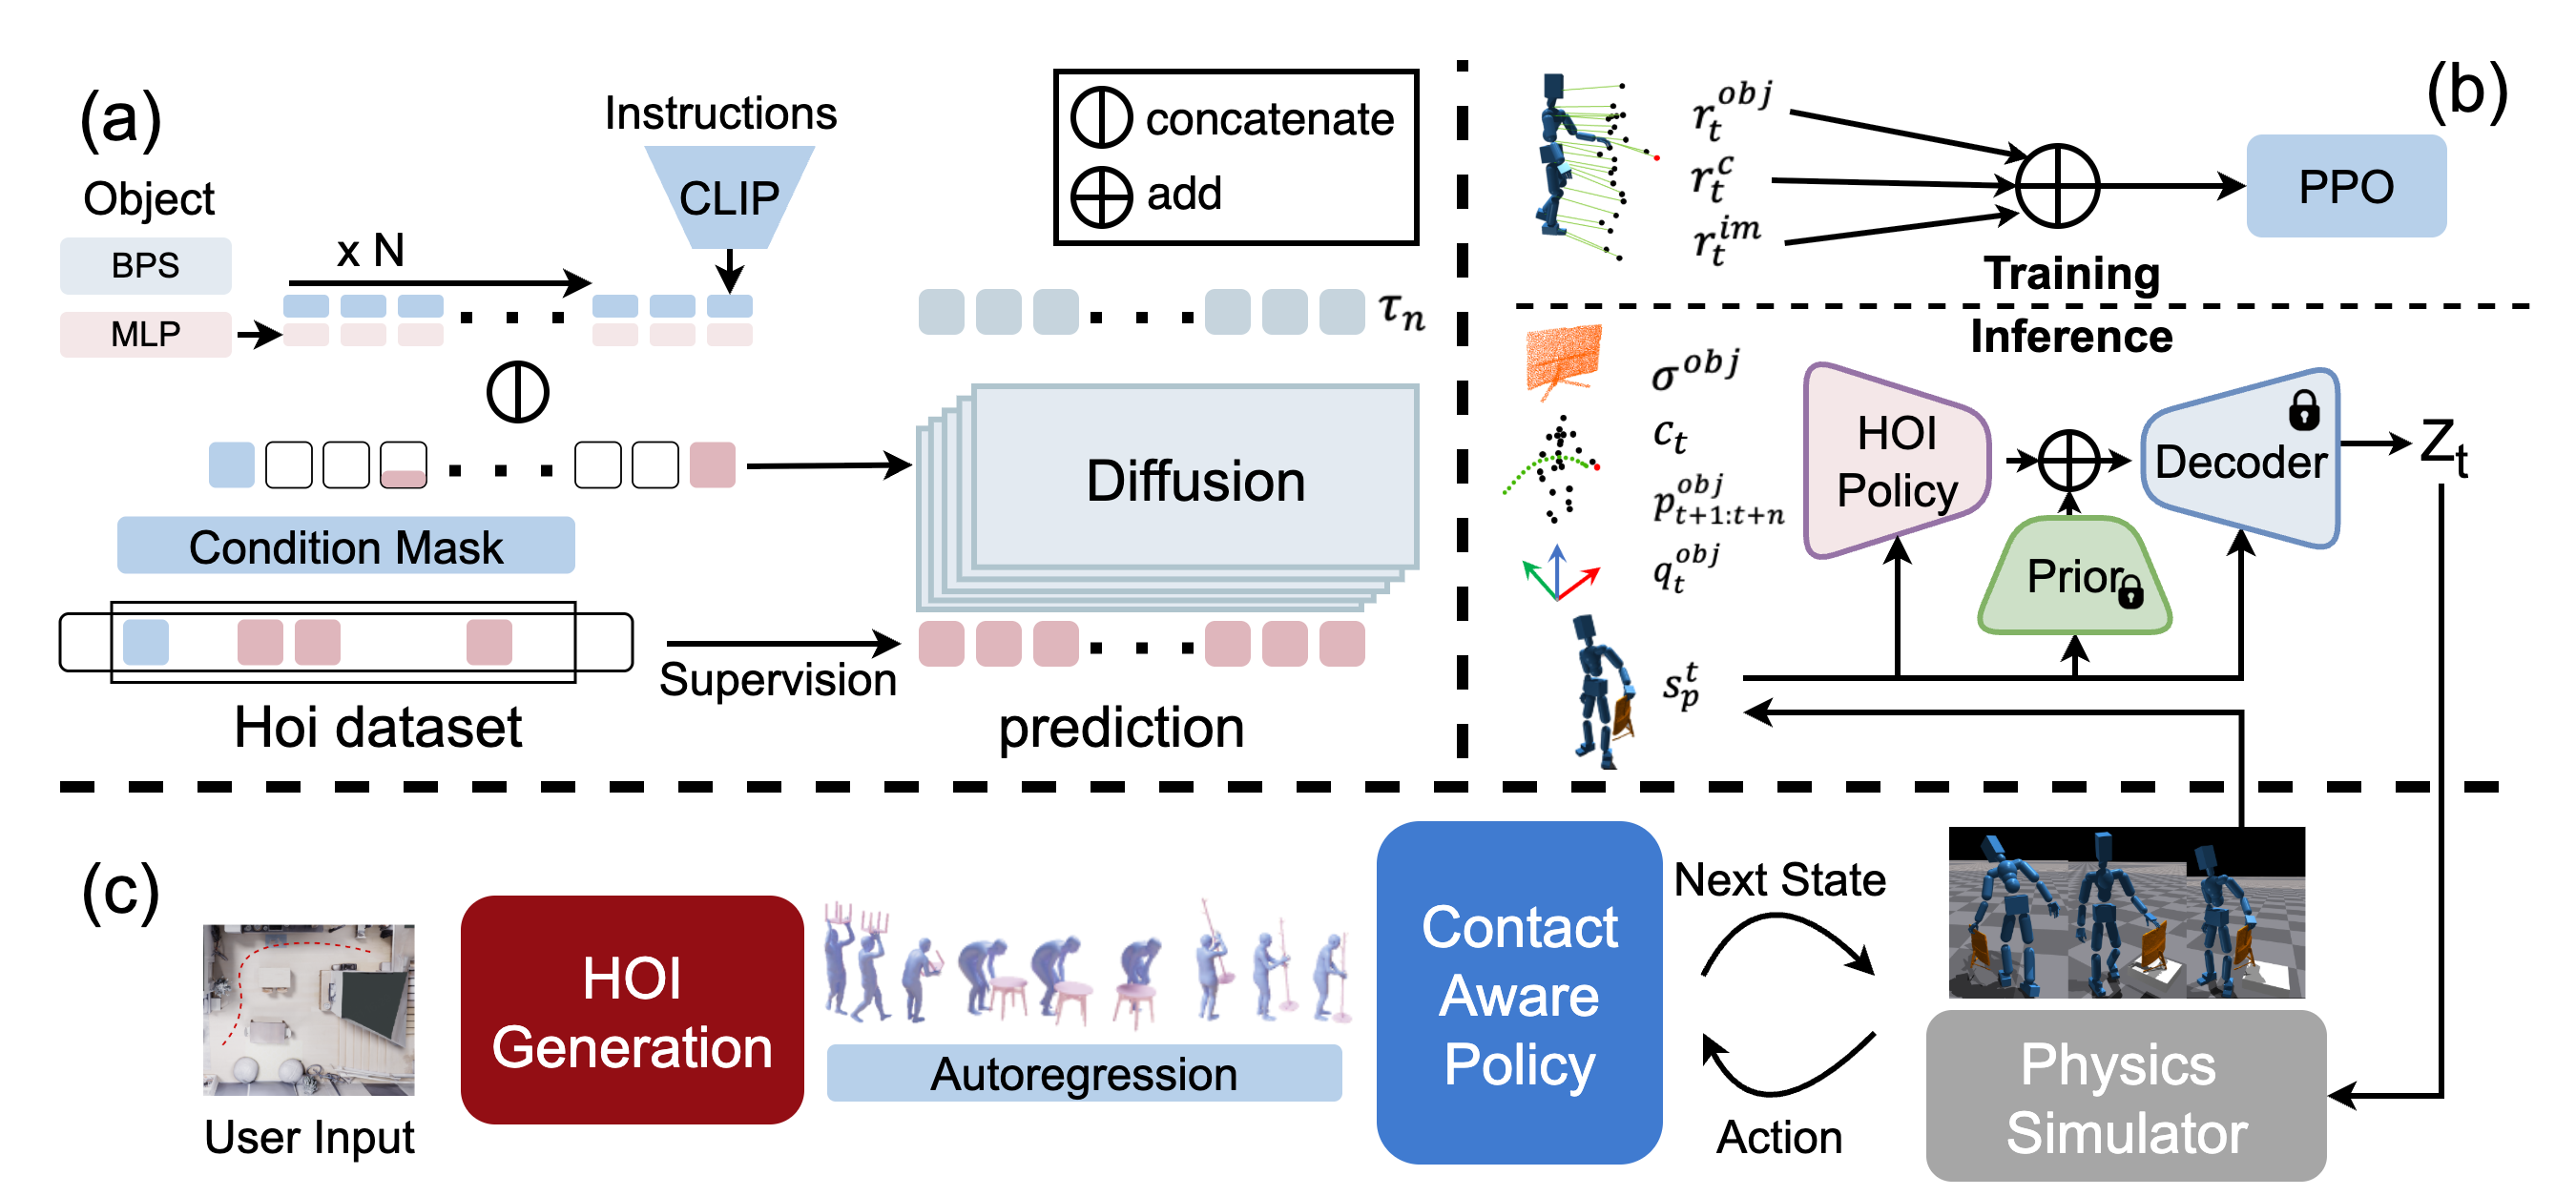 (a)
Instructions
CLIP
Object
BPS
MLP
x N
concatenate
add
τ_n
Diffusion
Condition Mask
Supervision
Hoi dataset
prediction
(b)
r_t^{obj}
r_t^c
r_t^{im}
PPO
Training
Inference
σ^{obj}
c_t
p_{t+1:t+n}^{obj}
q_t^{obj}
s_p^t
HOI
Policy
Prior
Decoder
Z_t
(c)
User Input
HOI
Generation
Autoregression
Contact
Aware
Policy
Next State
Action
Physics
Simulator